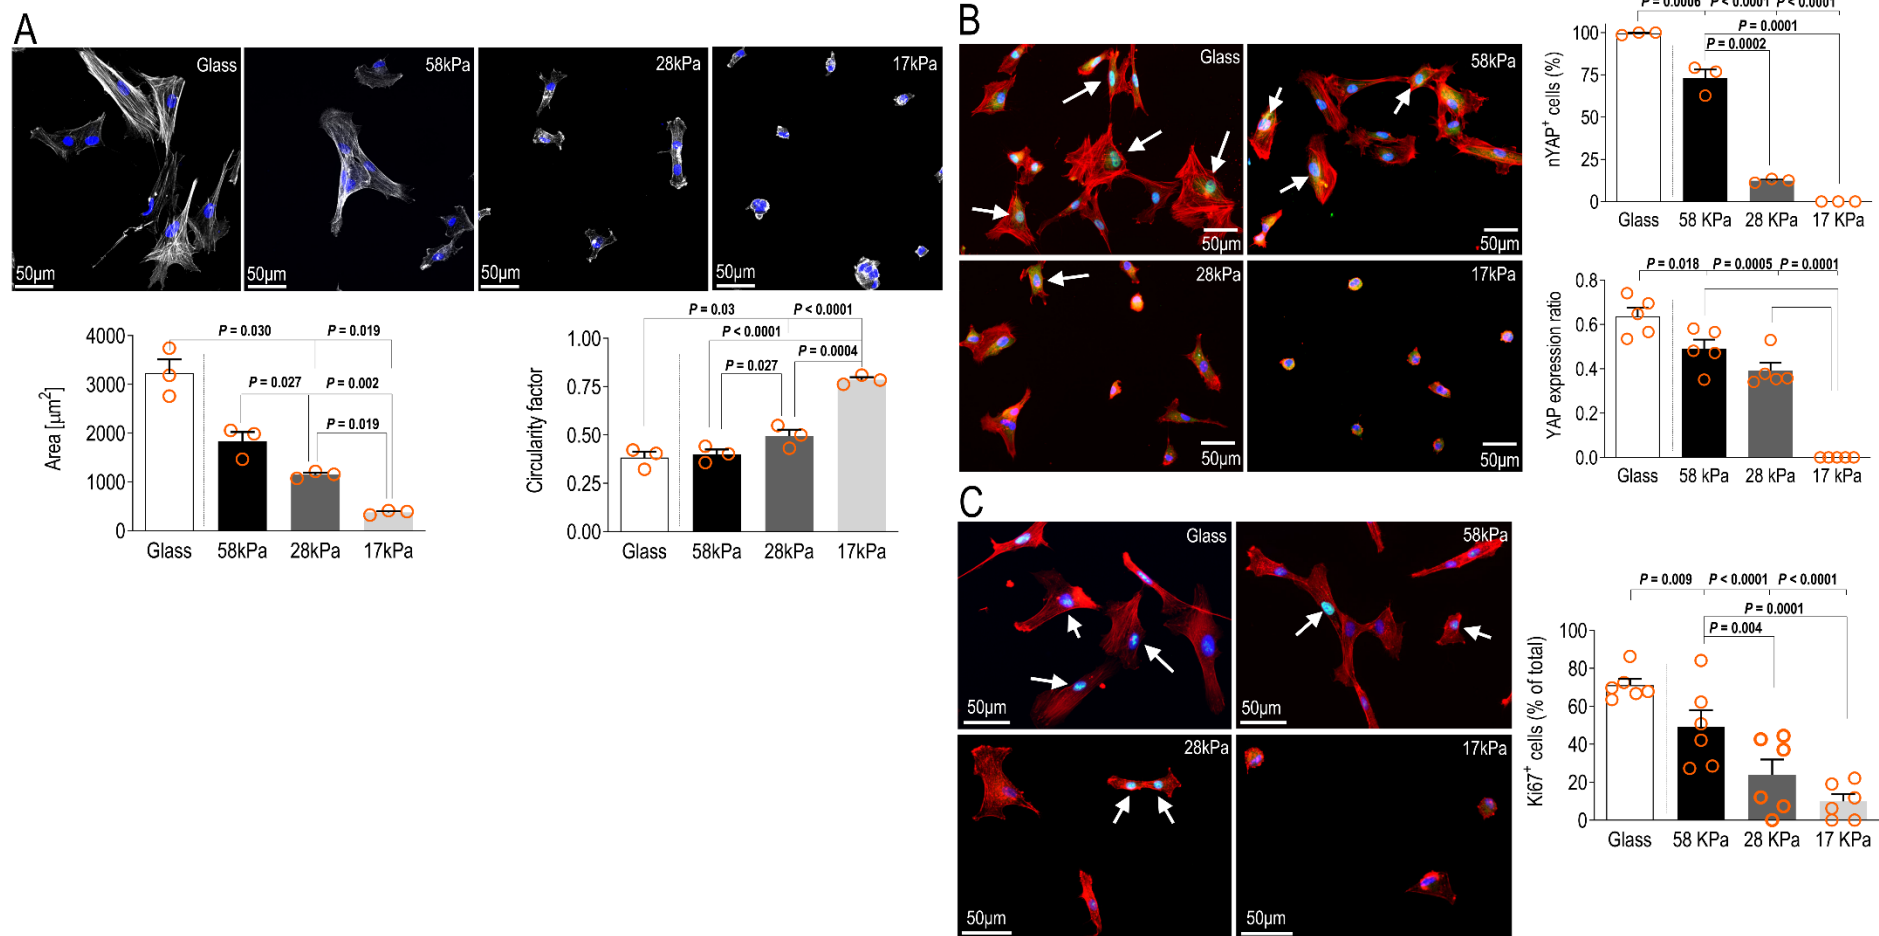 A
Glass
58kPa
28kPa
17kPa
50µm
50µm
50µm
50µm
Area [µm²]
4000
3000
2000
1000
0
P = 0.030
P = 0.019
P = 0.027
P = 0.002
P = 0.019
Glass
58kPa
28kPa
17kPa
Circularity factor
1.00
0.75
0.50
0.25
0.00
P = 0.03
P < 0.0001
P < 0.0001
P = 0.0004
P = 0.027
Glass
58kPa
28kPa
17kPa
B
Glass
58kPa
50µm
50µm
28kPa
17kPa
50µm
50µm
nYAP⁺ cells (%)
100
75
50
25
0
P = 0.0006
P < 0.0001
P < 0.0001
P = 0.0001
P = 0.0002
Glass
58 KPa
28 KPa
17 KPa
YAP expression ratio
0.8
0.6
0.4
0.2
0.0
P = 0.018
P = 0.0005
P = 0.0001
Glass
58 KPa
28 KPa
17 KPa
C
Glass
58kPa
50µm
50µm
28kPa
17kPa
50µm
50µm
Ki67⁺ cells (% of total)
100
80
60
40
20
0
P = 0.009
P < 0.0001
P < 0.0001
P = 0.0001
P = 0.004
Glass
58 KPa
28 KPa
17 KPa